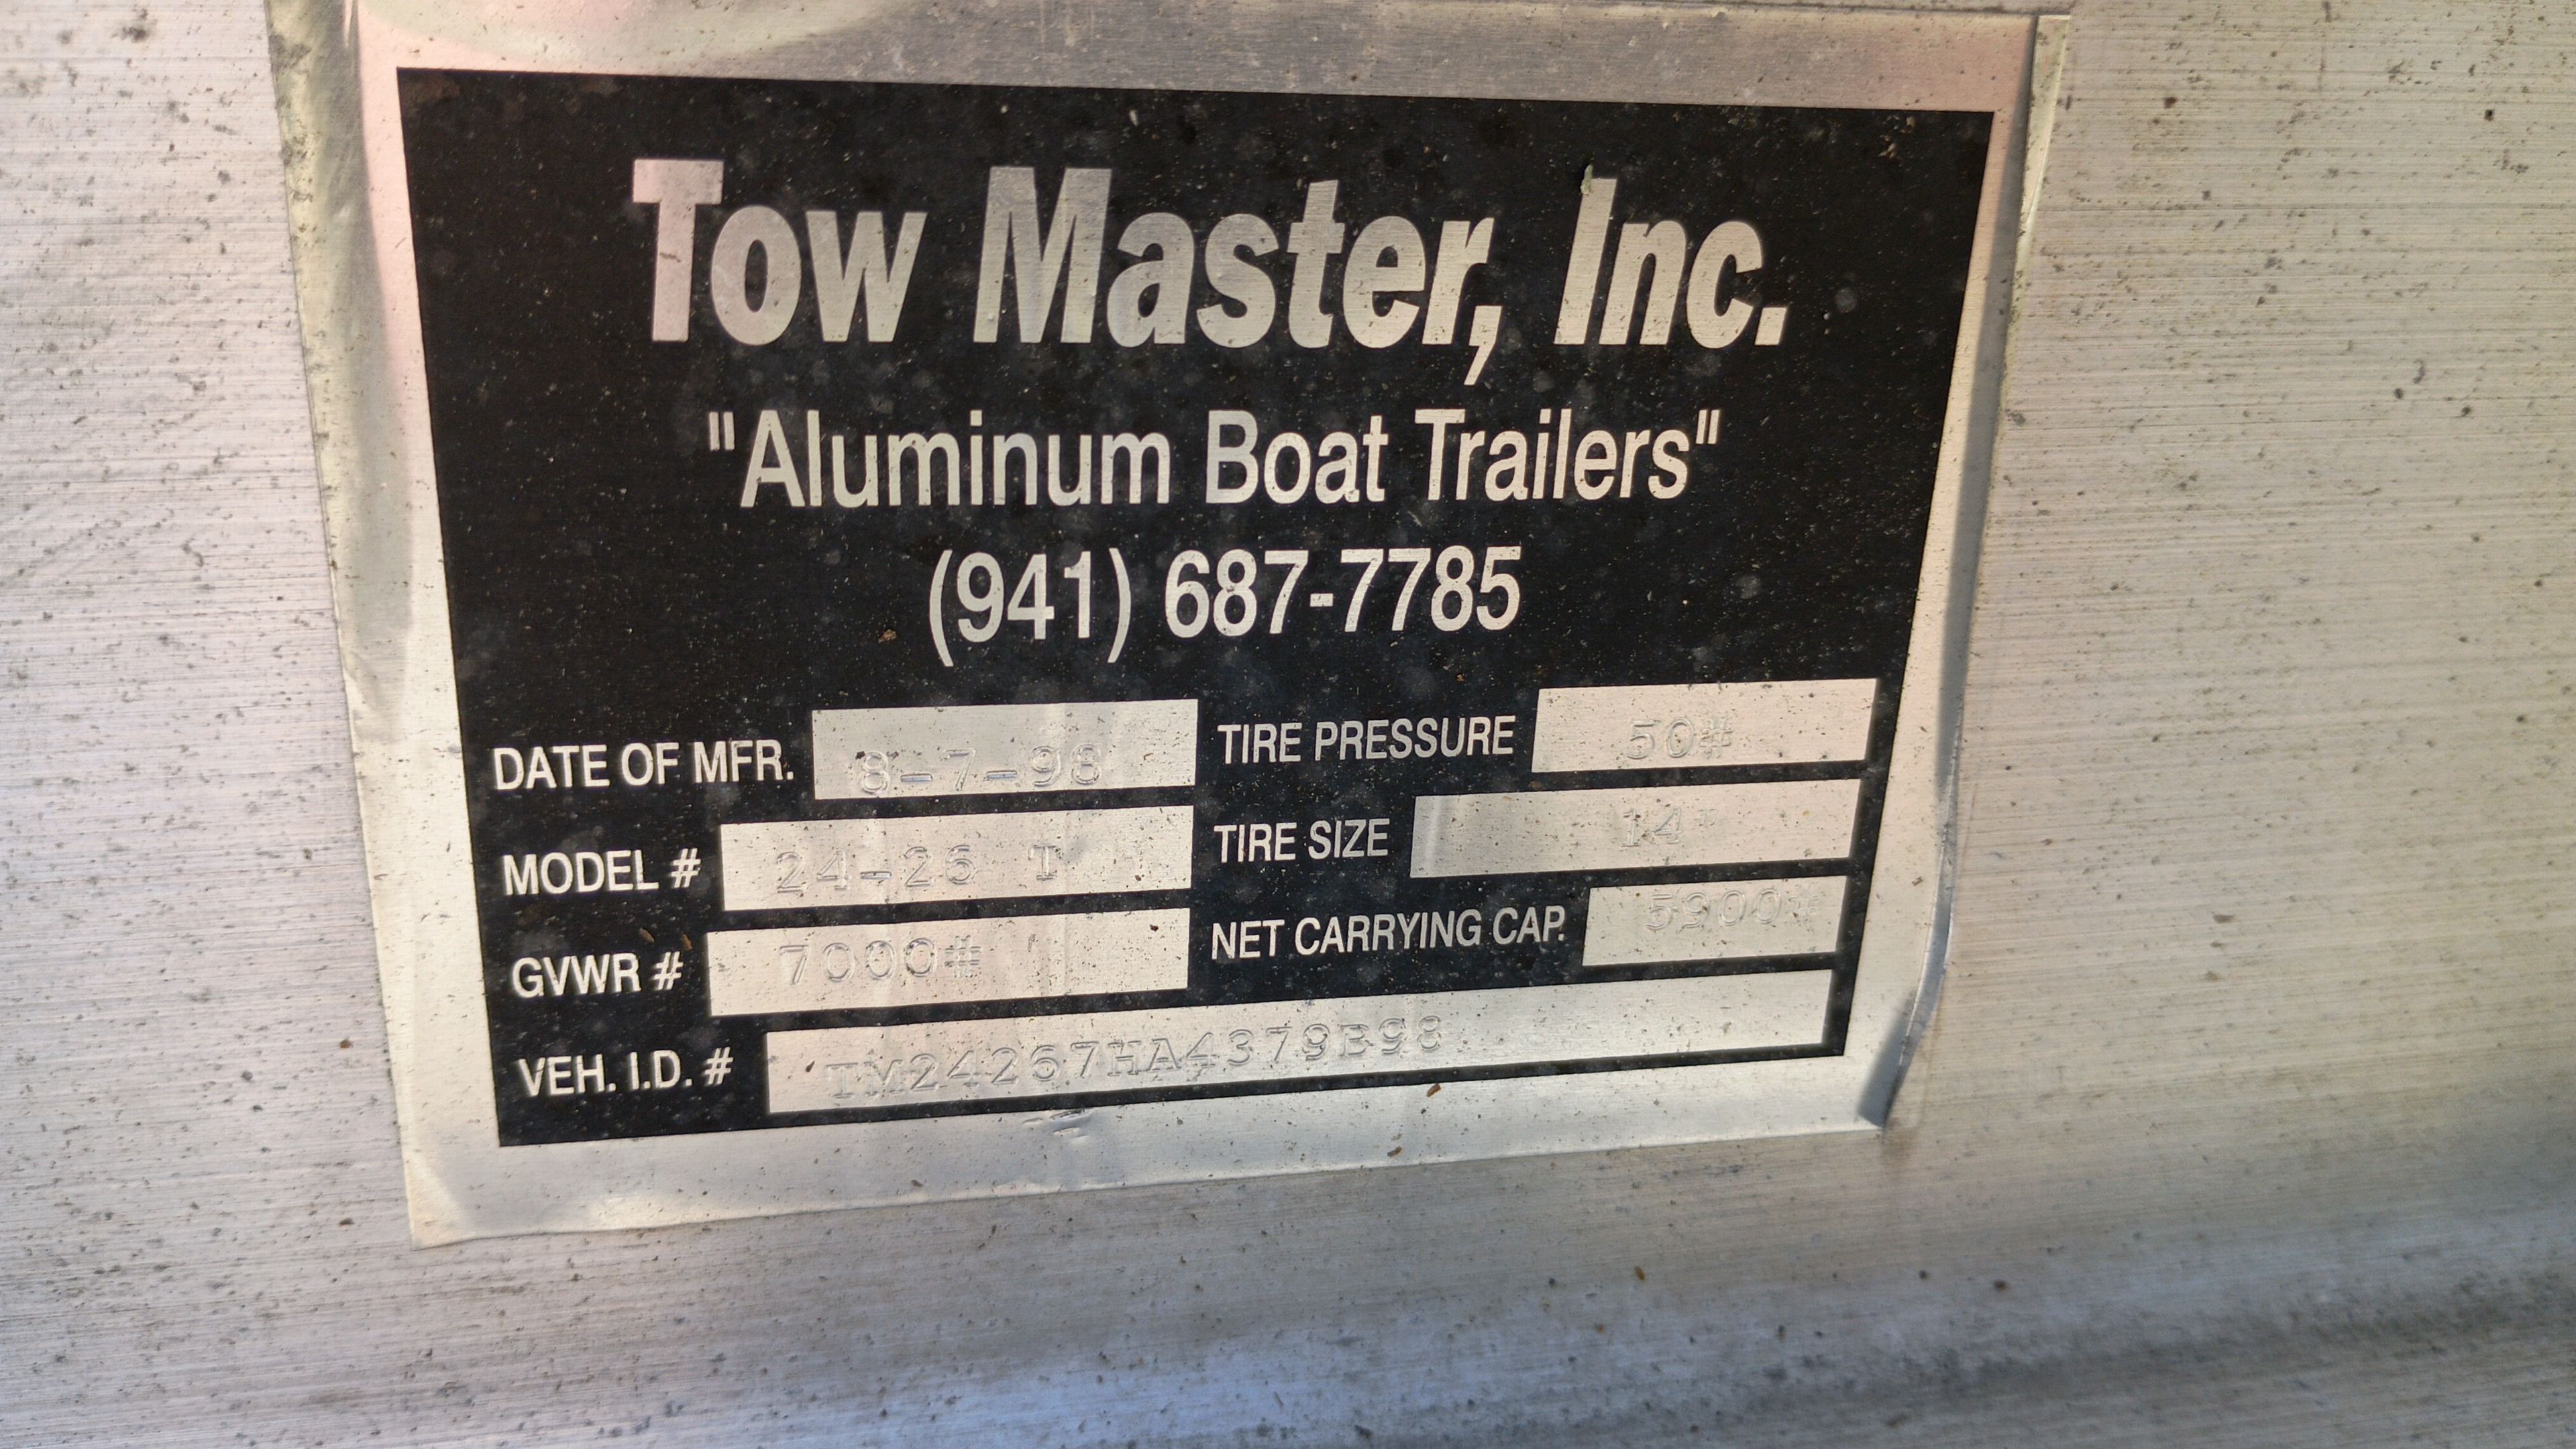 Tow Master, Inc.
"Aluminum Boat Trailers"
(941) 687-7785
DATE OF MFR. 8-7-98 TIRE PRESSURE 50#
MODEL # 24-26 T TIRE SIZE 14"
GVWR # 7000# NET CARRYING CAP. 5900#
VEH. I.D. # TM24267HA4379B98